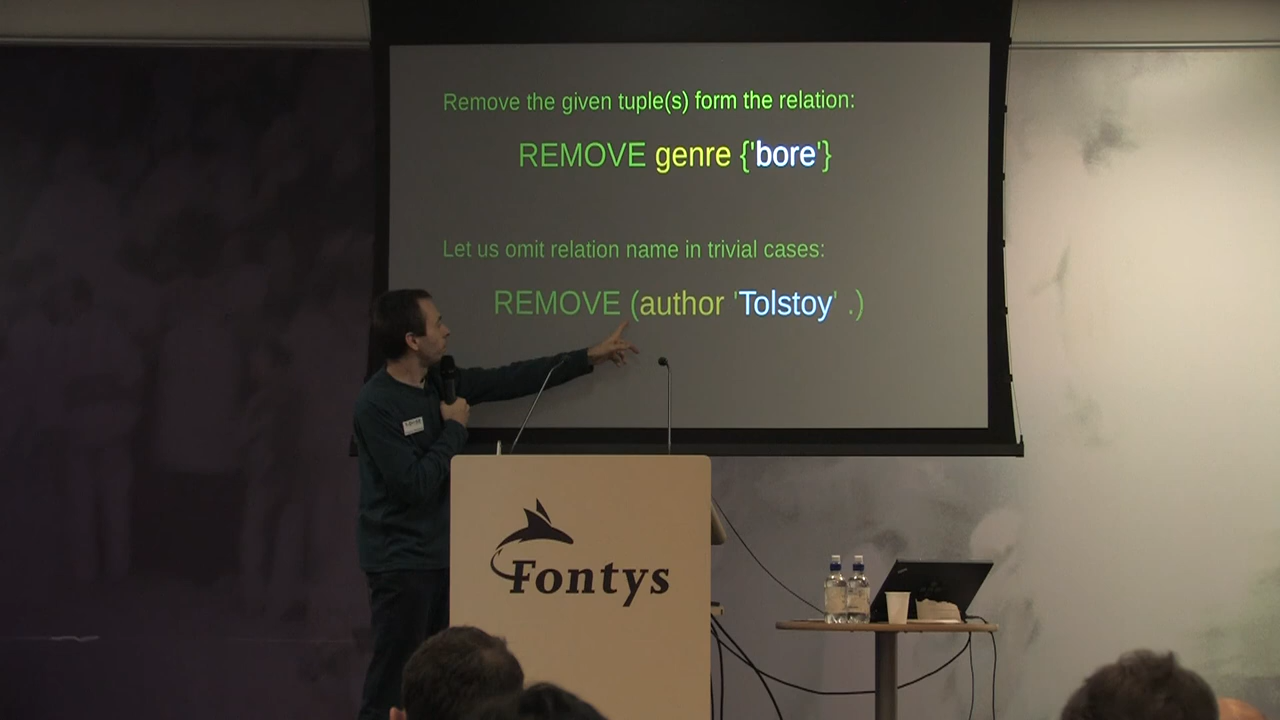 Remove the given tuple(s) form the relation:
REMOVE genre {'bore'}
Let us omit relation name in trivial cases:
REMOVE (author 'Tolstoy' .)
Fontys